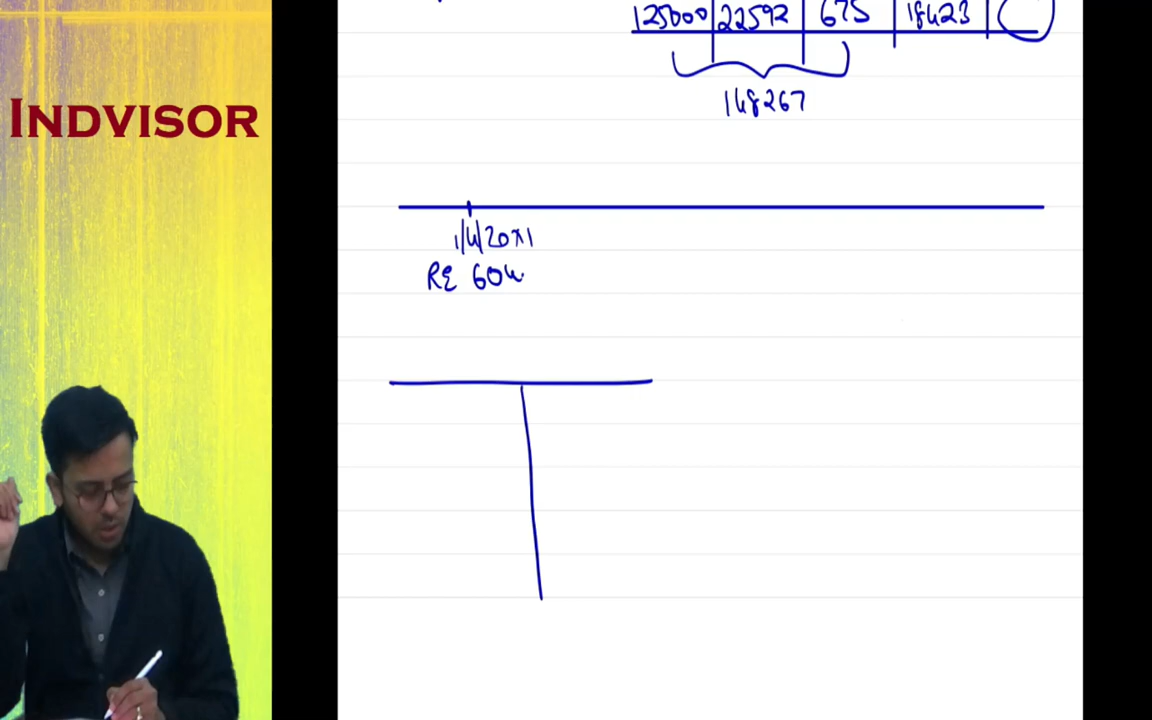 INDVISOR
125000 22592 675 18423
148267
1/4/20X1
RE 60k